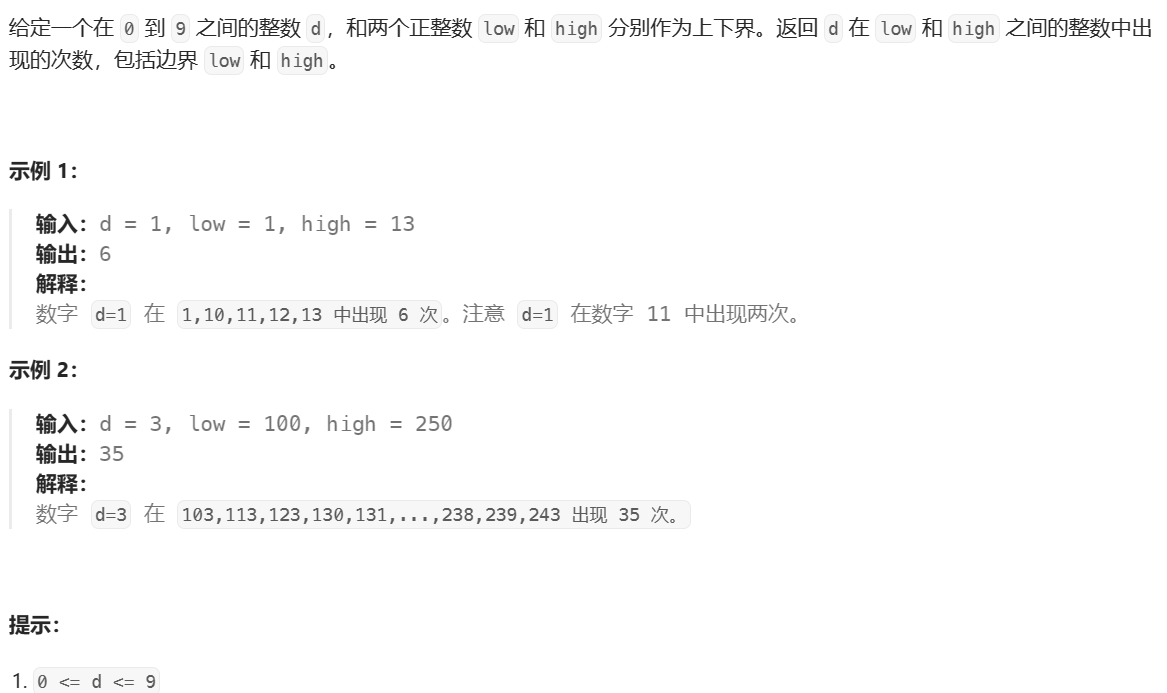 给定一个在 0 到 9 之间的整数 d，和两个正整数 low 和 high 分别作为上下界。返回 d 在 low 和 high 之间的整数中出
现的次数，包括边界 low 和 high。
示例 1：
输入：d = 1, low = 1, high = 13
输出：6
解释：
数字 d=1 在 1,10,11,12,13 中出现 6 次。注意 d=1 在数字 11 中出现两次。
示例 2：
输入：d = 3, low = 100, high = 250
输出：35
解释：
数字 d=3 在 103,113,123,130,131,...,238,239,243 出现 35 次。
提示：
1. 0 <= d <= 9